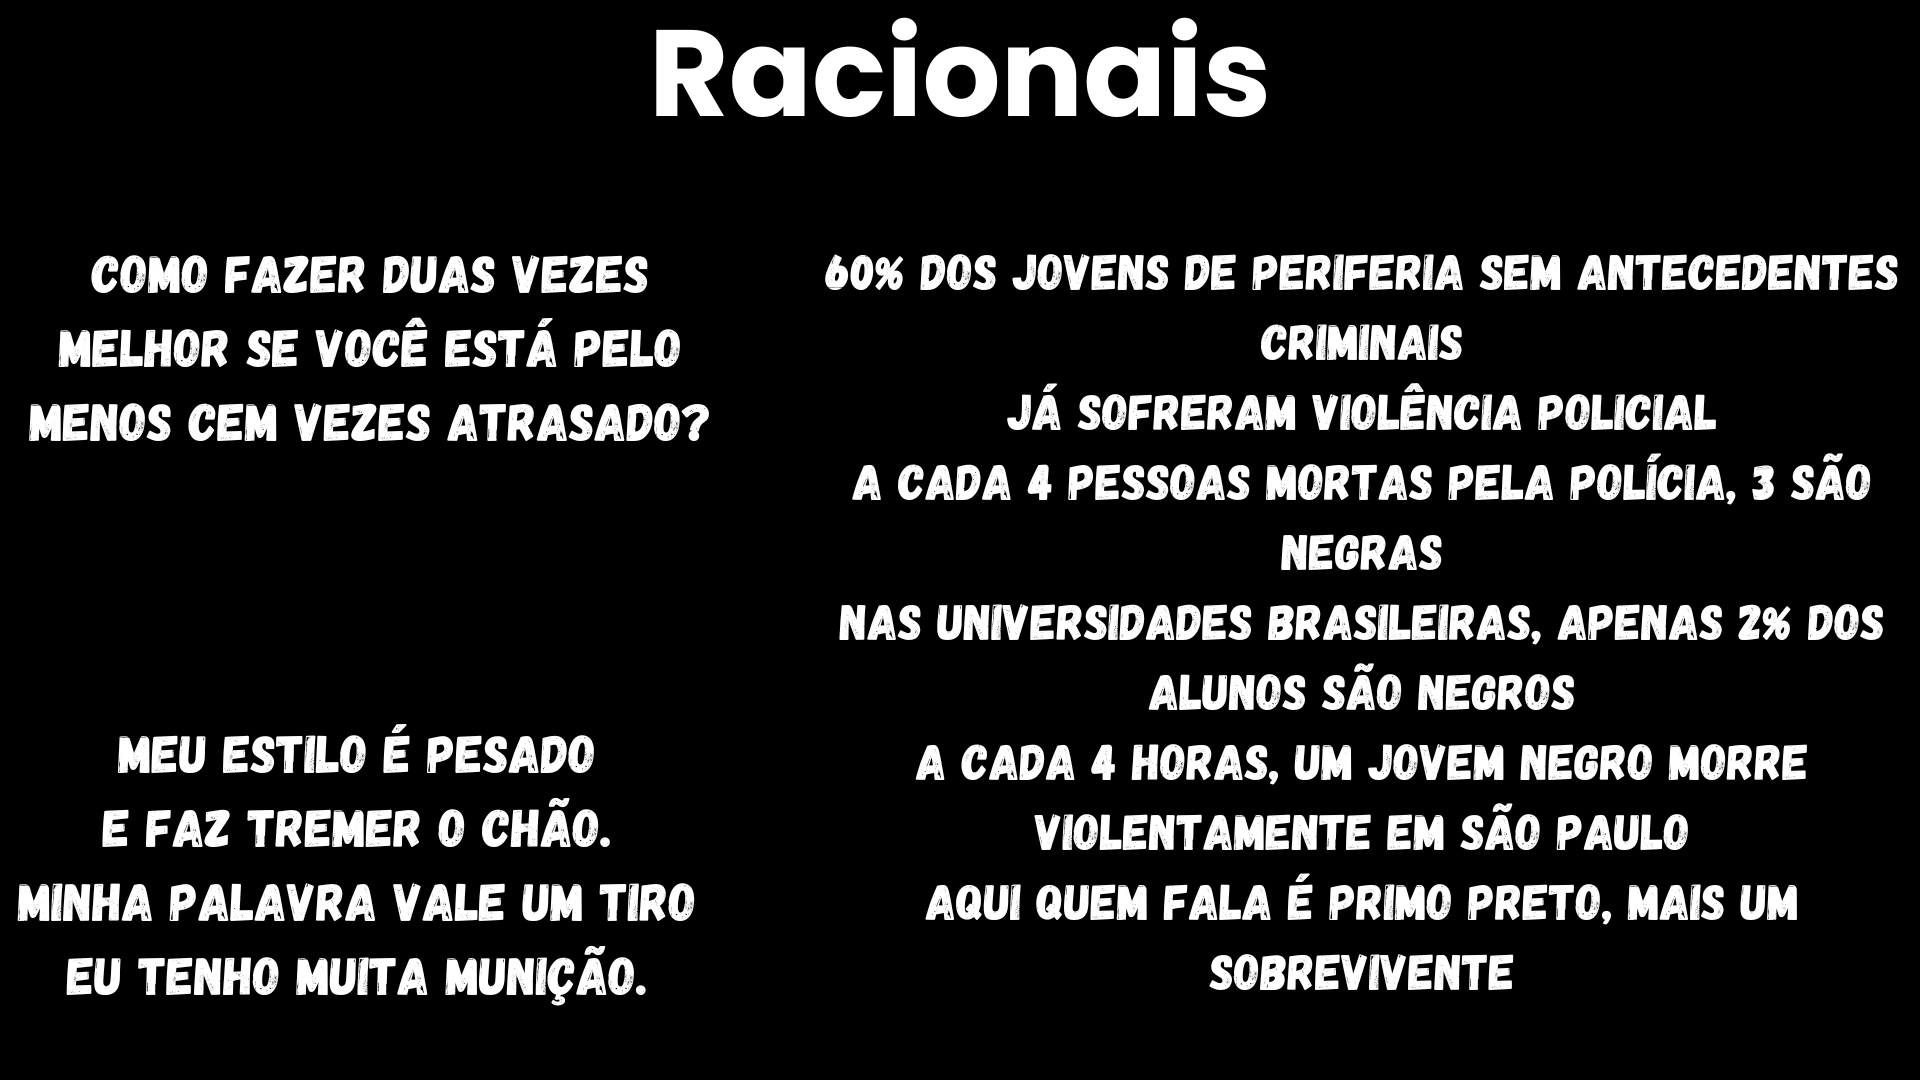 Racionais
COMO FAZER DUAS VEZES
MELHOR SE VOCÊ ESTÁ PELO
MENOS CEM VEZES ATRASADO?
MEU ESTILO É PESADO
E FAZ TREMER O CHÃO.
MINHA PALAVRA VALE UM TIRO
EU TENHO MUITA MUNIÇÃO.
60% DOS JOVENS DE PERIFERIA SEM ANTECEDENTES
CRIMINAIS
JÁ SOFRERAM VIOLÊNCIA POLICIAL
A CADA 4 PESSOAS MORTAS PELA POLÍCIA, 3 SÃO
NEGRAS
NAS UNIVERSIDADES BRASILEIRAS, APENAS 2% DOS
ALUNOS SÃO NEGROS
A CADA 4 HORAS, UM JOVEM NEGRO MORRE
VIOLENTAMENTE EM SÃO PAULO
AQUI QUEM FALA É PRIMO PRETO, MAIS UM
SOBREVIVENTE